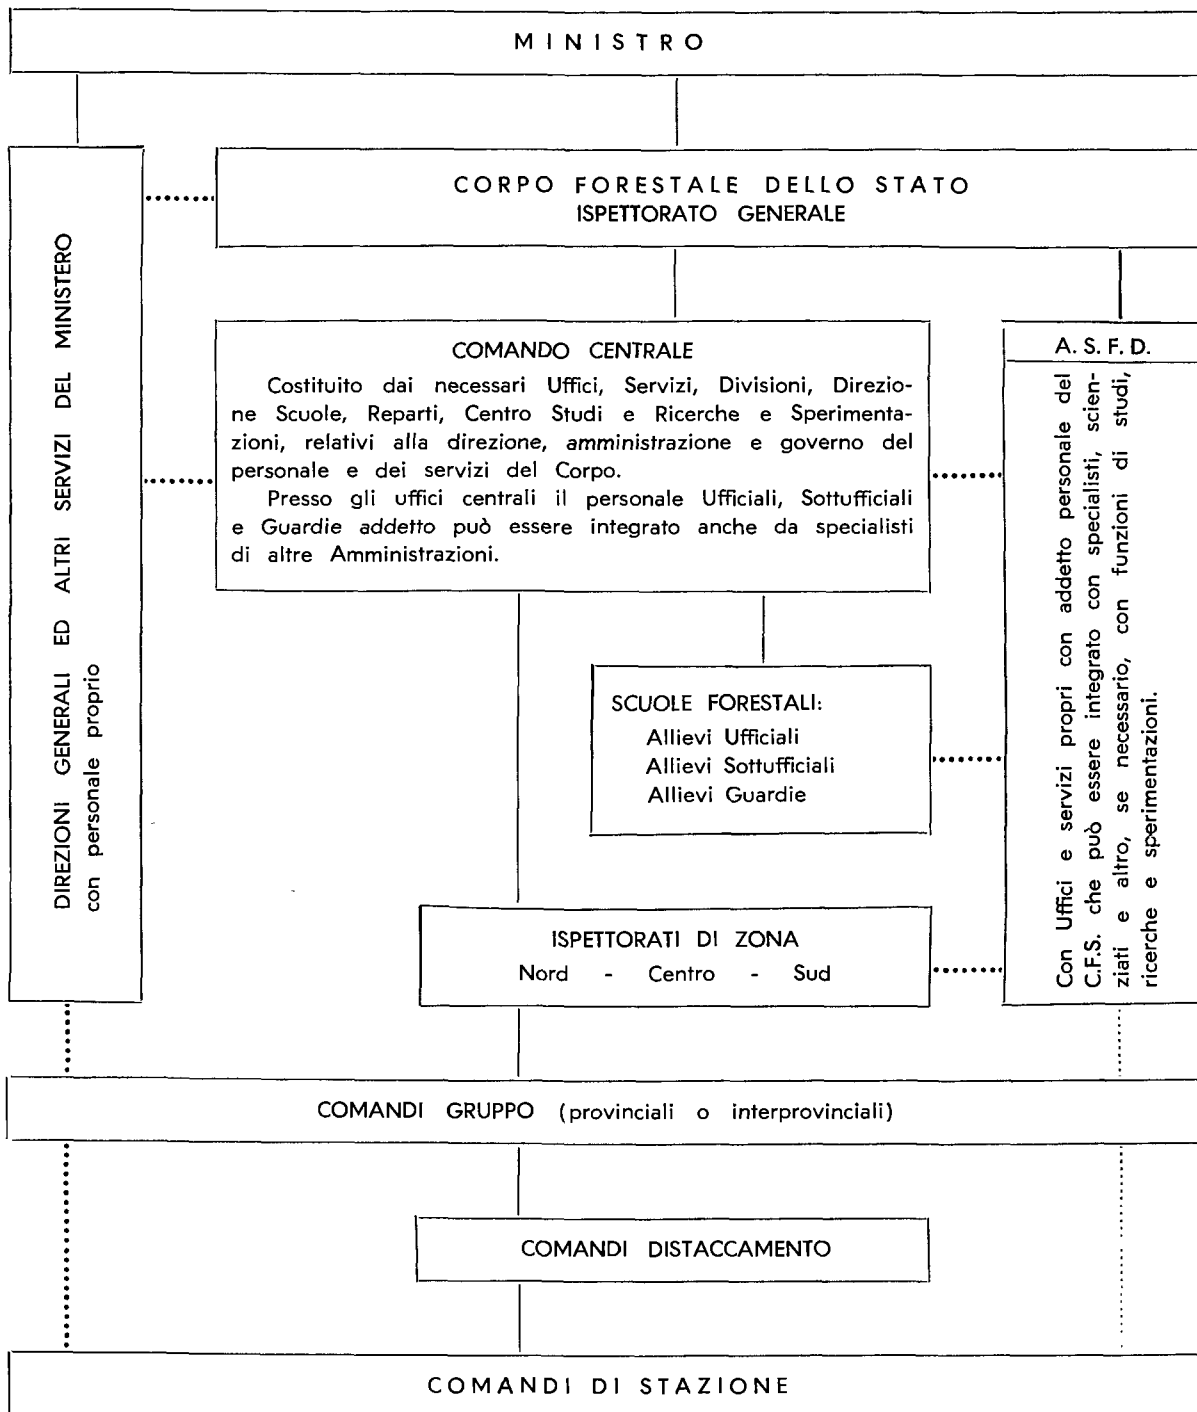 MINISTRO
CORPO FORESTALE DELLO STATO
ISPETTORATO GENERALE
DIREZIONI GENERALI ED ALTRI SERVIZI DEL MINISTERO
con personale proprio
COMANDO CENTRALE
Costituito dai necessari Uffici, Servizi, Divisioni, Direzio-
ne Scuole, Reparti, Centro Studi e Ricerche e Sperimenta-
zioni, relativi alla direzione, amministrazione e governo del
personale e dei servizi del Corpo.
Presso gli uffici centrali il personale Ufficiali, Sottufficiali
e Guardie addetto può essere integrato anche da specialisti
di altre Amministrazioni.
A. S. F. D.
Con Uffici e servizi propri con addetto personale del
C.F.S. che può essere integrato con specialisti, scien-
ziati e altro, se necessario, con funzioni di studi,
ricerche e sperimentazioni.
SCUOLE FORESTALI:
Allievi Ufficiali
Allievi Sottufficiali
Allievi Guardie
ISPETTORATI DI ZONA
Nord - Centro - Sud
COMANDI GRUPPO (provinciali o interprovinciali)
COMANDI DISTACCAMENTO
COMANDI DI STAZIONE